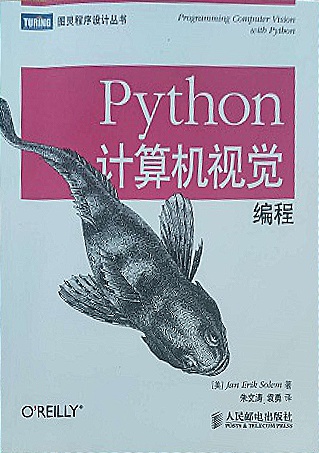 TURING 图灵程序设计丛书
Programming Computer Vision
with Python
Python
计算机视觉
编程
[美] Jan Erik Solem 著
朱文涛 袁勇 译
O'REILLY®
人民邮电出版社
POSTS & TELECOM PRESS